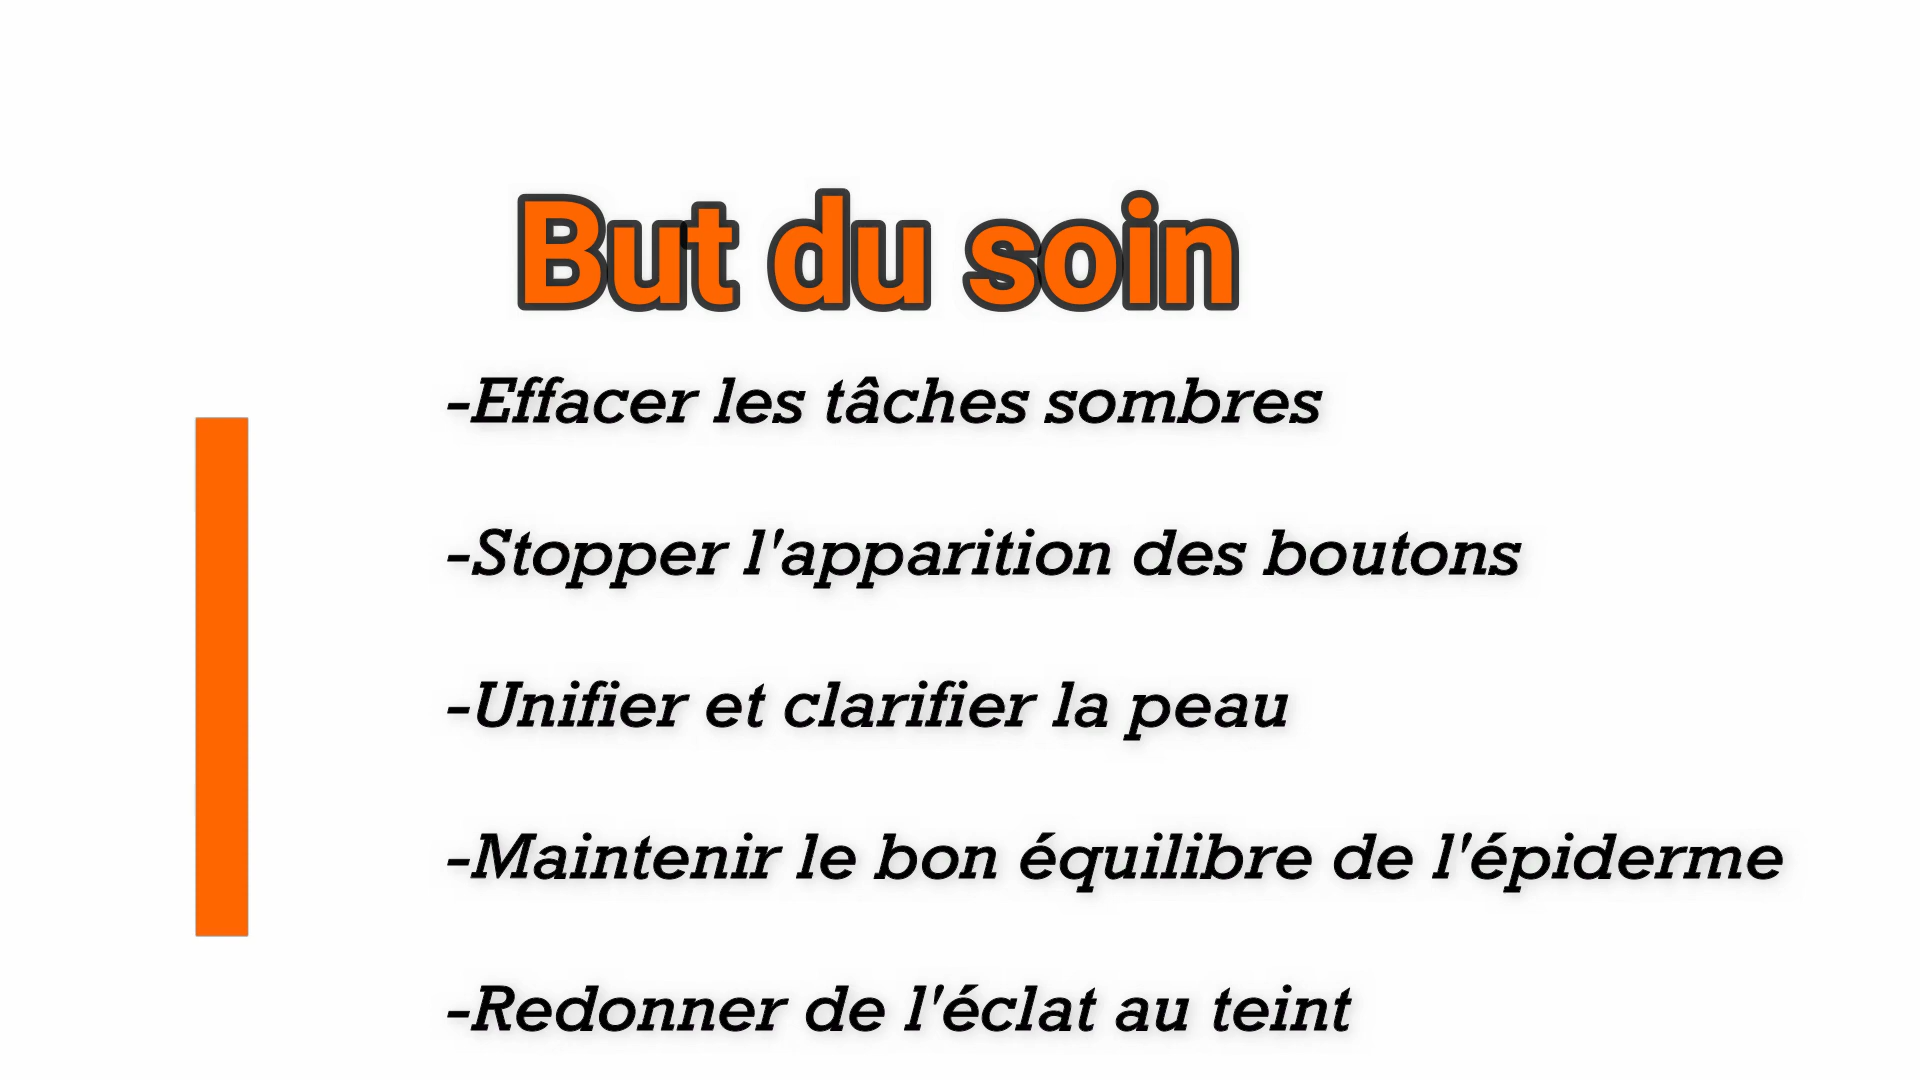 But du soin
-Effacer les tâches sombres
-Stopper l'apparition des boutons
-Unifier et clarifier la peau
-Maintenir le bon équilibre de l'épiderme
-Redonner de l'éclat au teint